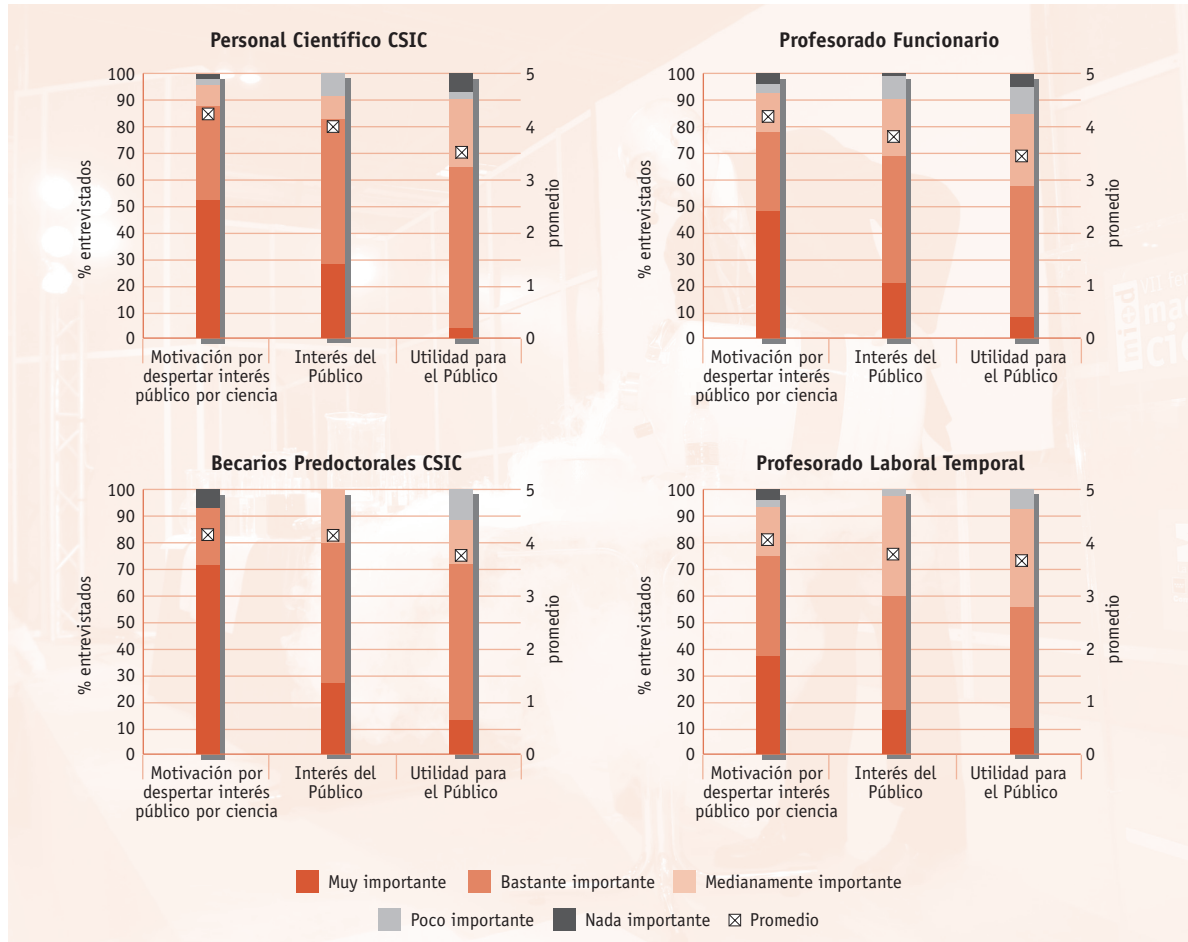 Personal Científico CSIC
% entrevistados
100
90
80
70
60
50
40
30
20
10
0
5
4
3
2
1
0
promedio
Motivación por
despertar interés
público por ciencia
Interés del
Público
Utilidad para
el Público
Profesorado Funcionario
% entrevistados
100
90
80
70
60
50
40
30
20
10
0
5
4
3
2
1
0
promedio
Motivación por
despertar interés
público por ciencia
Interés del
Público
Utilidad para
el Público
Becarios Predoctorales CSIC
% entrevistados
100
90
80
70
60
50
40
30
20
10
0
5
4
3
2
1
0
promedio
Motivación por
despertar interés
público por ciencia
Interés del
Público
Utilidad para
el Público
Profesorado Laboral Temporal
% entrevistados
100
90
80
70
60
50
40
30
20
10
0
5
4
3
2
1
0
promedio
Motivación por
despertar interés
público por ciencia
Interés del
Público
Utilidad para
el Público
Muy importante
Bastante importante
Medianamente importante
Poco importante
Nada importante
Promedio